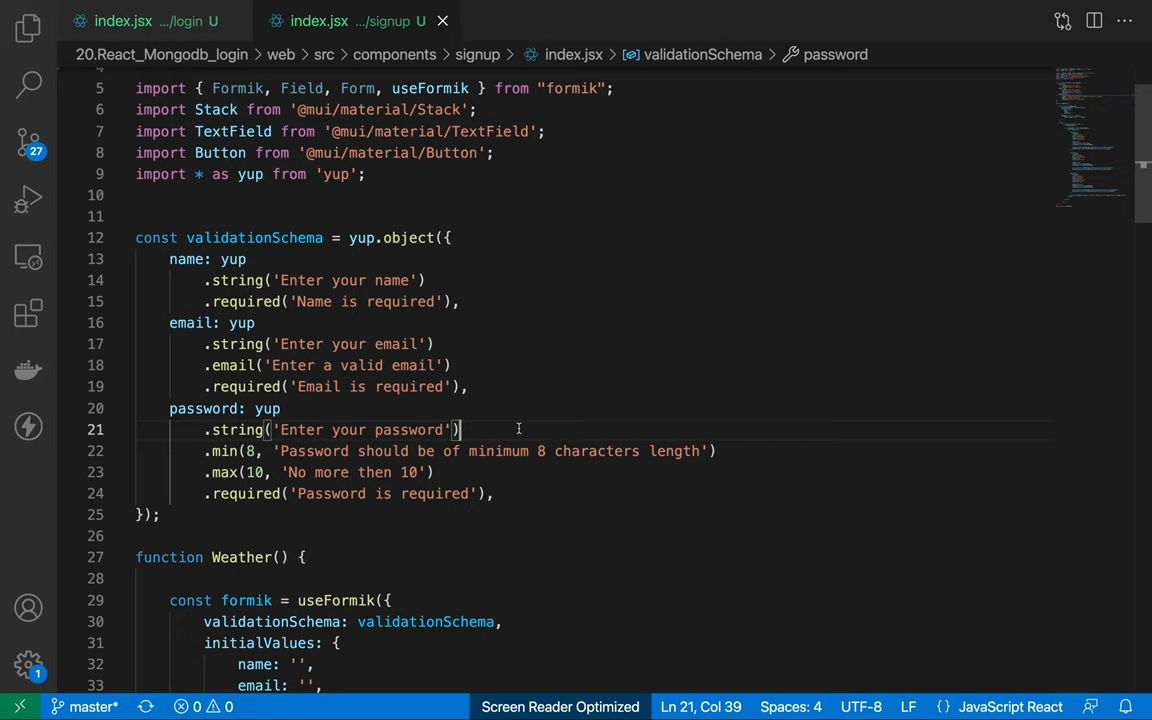 index.jsx .../login U
index.jsx .../signup U
20.React_Mongodb_login > web > src > components > signup > index.jsx > validationSchema > password
5 import { Formik, Field, Form, useFormik } from "formik";
6 import Stack from '@mui/material/Stack';
7 import TextField from '@mui/material/TextField';
8 import Button from '@mui/material/Button';
9 import * as yup from 'yup';
10
11
12 const validationSchema = yup.object({
13 name: yup
14 .string('Enter your name')
15 .required('Name is required'),
16 email: yup
17 .string('Enter your email')
18 .email('Enter a valid email')
19 .required('Email is required'),
20 password: yup
21 .string('Enter your password')
22 .min(8, 'Password should be of minimum 8 characters length')
23 .max(10, 'No more then 10')
24 .required('Password is required'),
25 });
26
27 function Weather() {
28
29 const formik = useFormik({
30 validationSchema: validationSchema,
31 initialValues: {
32 name: '',
33 email: '',
27
1
master* 0 0 Screen Reader Optimized Ln 21, Col 39 Spaces: 4 UTF-8 LF {} JavaScript React